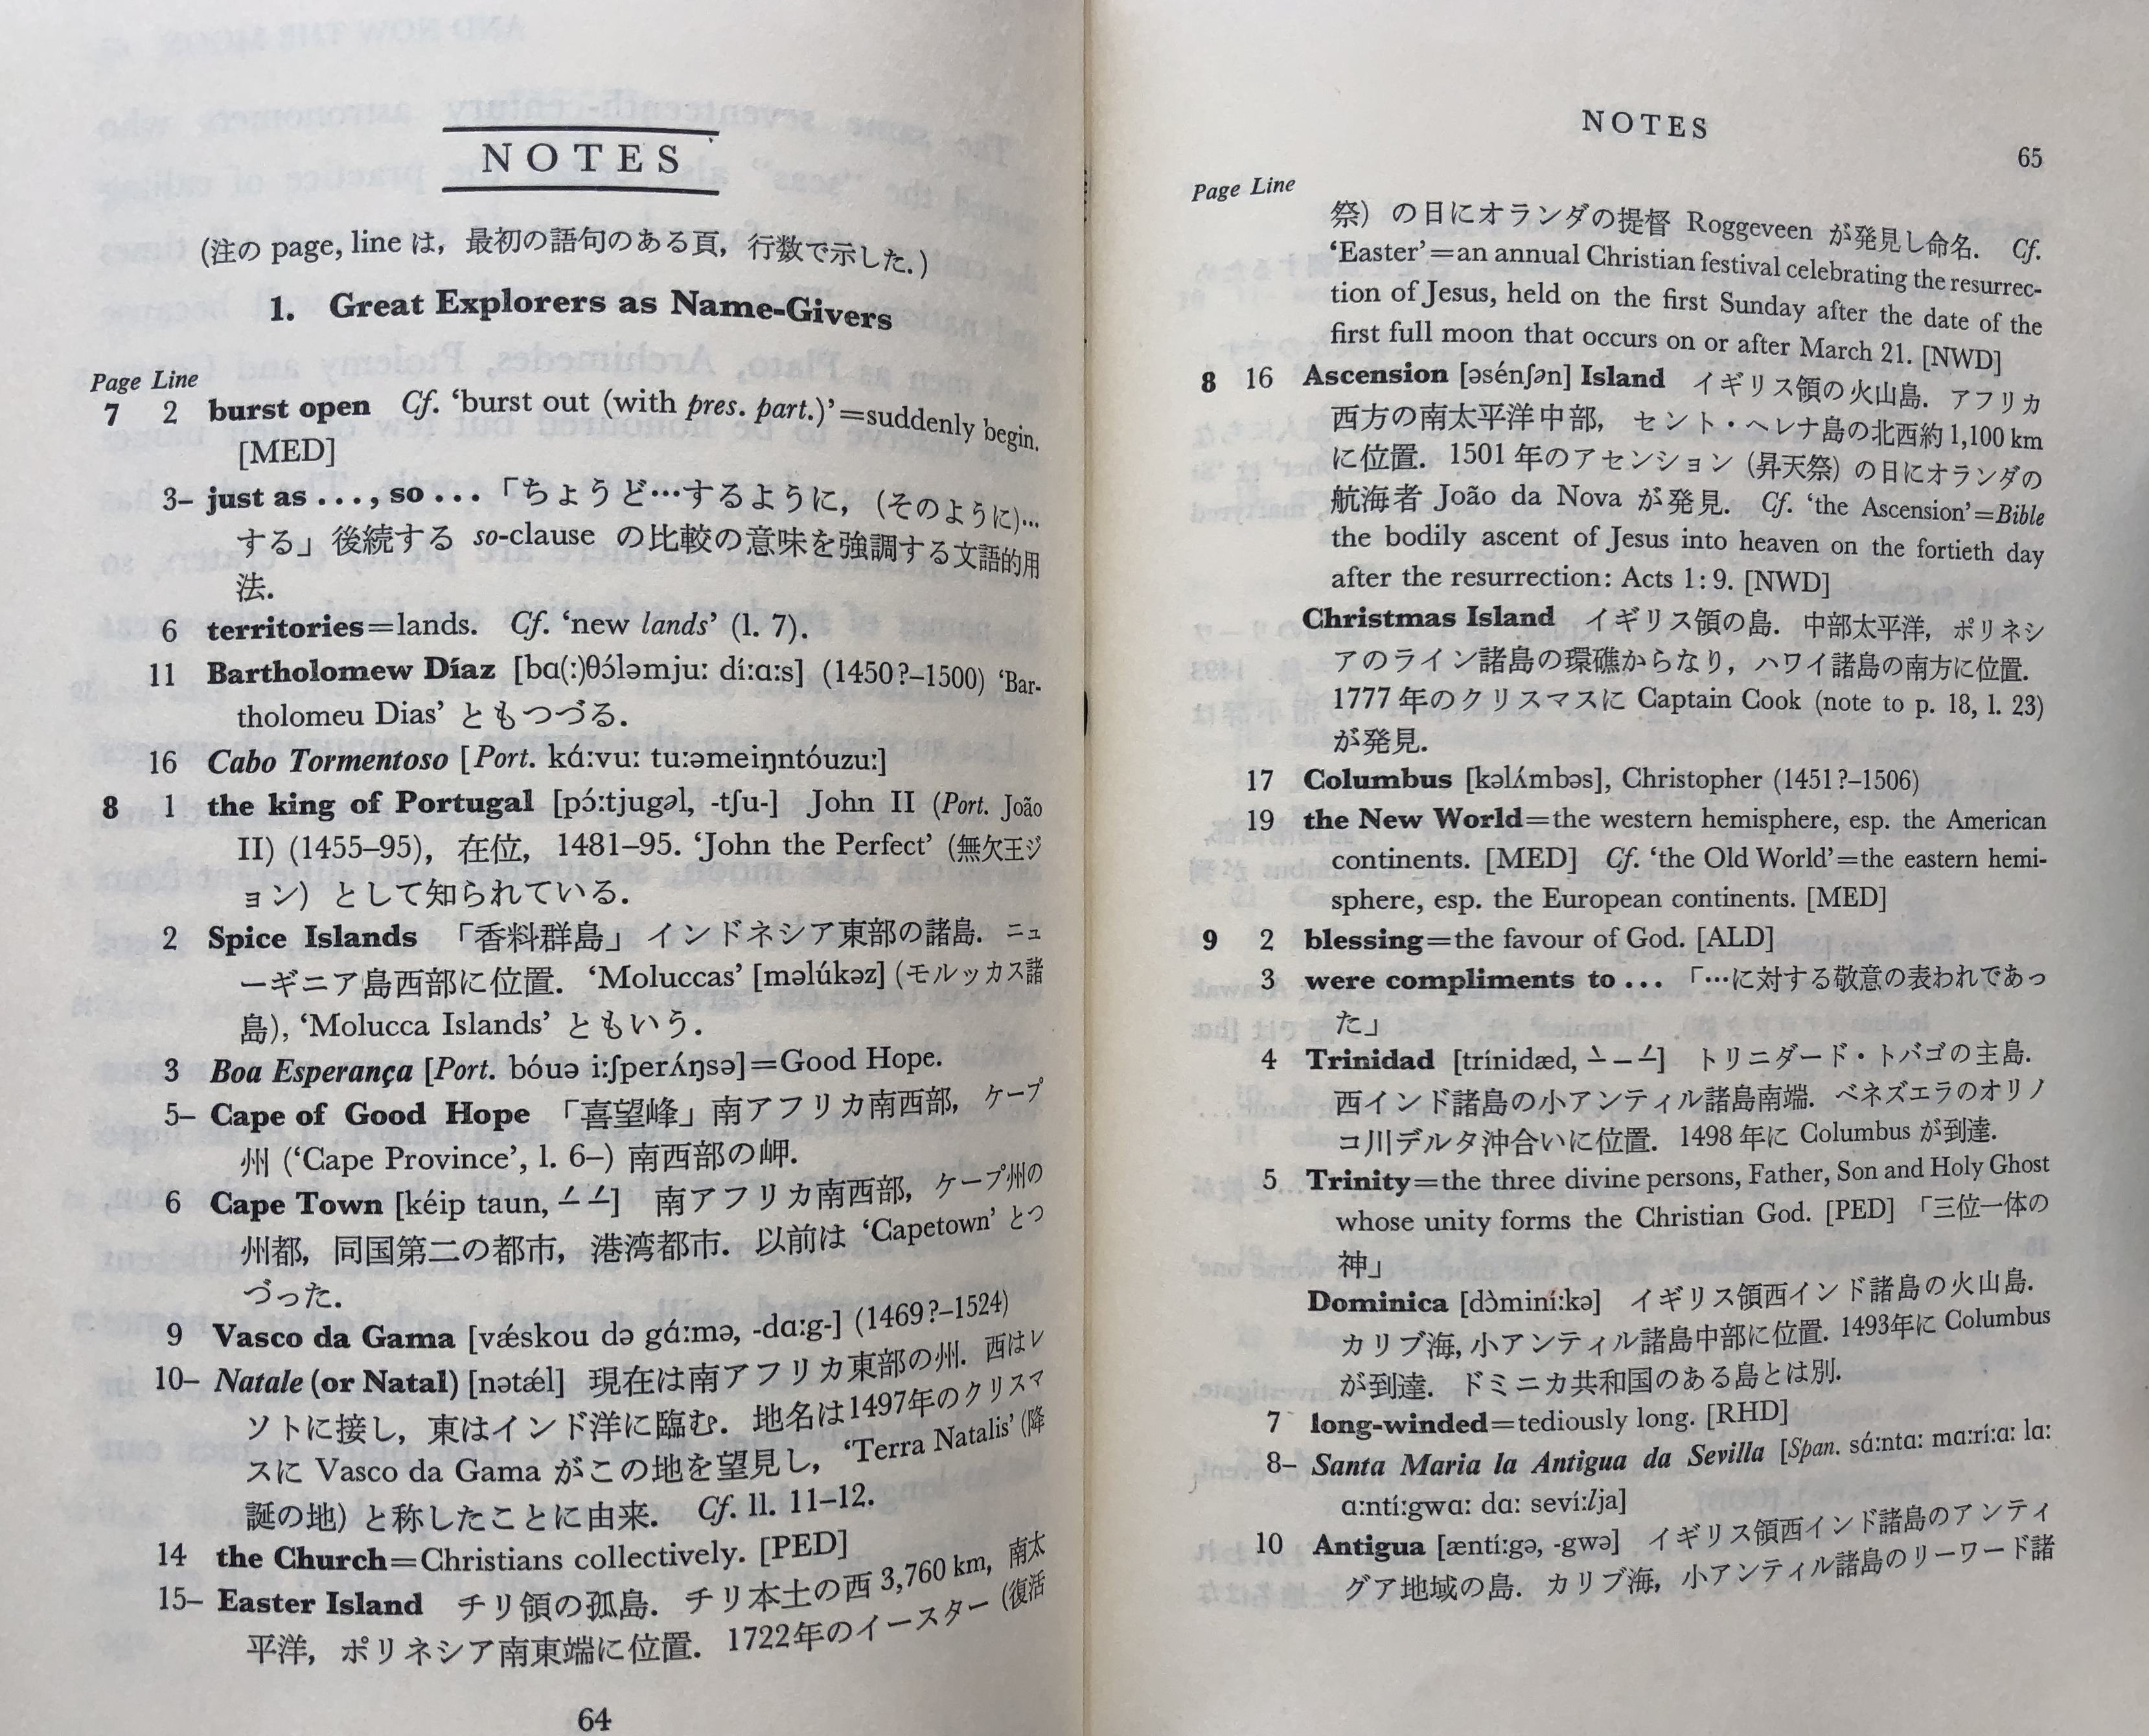 NOTES
(注の page, line は, 最初の語句のある頁, 行数で示した.)
1. Great Explorers as Name-Givers
Page Line
7 2 burst open Cf. ‘burst out (with pres. part.)’=suddenly begin.
[MED]
3– just as . . . , so . . . 「ちょうど…するように, (そのように)…
する」後続する so-clause の比較の意味を強調する文語的用
法.
6 territories=lands. Cf. ‘new lands’ (l. 7).
11 Bartholomew Díaz [bɑ(ː)θɔ́ləmjuː díːɑːs] (1450?–1500) ‘Bar-
tholomeu Dias’ ともつづる.
16 Cabo Tormentoso [Port. káːvuː tuːəmeiŋntóuzuː]
8 1 the king of Portugal [pɔ́ːtjugəl, -tʃu-] John II (Port. João
II) (1455–95), 在位, 1481–95. ‘John the Perfect’ (無欠王ジ
ョン) として知られている.
2 Spice Islands 「香料群島」 インドネシア東部の諸島. ニュ
ーギニア島西部に位置. ‘Moluccas’ [məlúkəz] (モルッカス諸
島), ‘Molucca Islands’ ともいう.
3 Boa Esperança [Port. bóuə iːʃperʌ́ŋsə]=Good Hope.
5– Cape of Good Hope 「喜望峰」南アフリカ南西部, ケープ
州 (‘Cape Province’, l. 6–) 南西部の岬.
6 Cape Town [kéip taun, ∠∠] 南アフリカ南西部, ケープ州の
州都, 同国第二の都市, 港湾都市. 以前は ‘Capetown’ とつ
づった.
9 Vasco da Gama [vǽskou də gáːmə, -dɑːg-] (1469?–1524)
10– Natale (or Natal) [nətǽl] 現在は南アフリカ東部の州. 西はレ
ソトに接し, 東はインド洋に臨む. 地名は1497年のクリスマ
スに Vasco da Gama がこの地を望見し, ‘Terra Natalis’ (降
誕の地) と称したことに由来. Cf. ll. 11–12.
14 the Church=Christians collectively. [PED]
15– Easter Island チリ領の孤島. チリ本土の西 3,760 km, 南太
平洋, ポリネシア南東端に位置. 1722年のイースター (復活
64
NOTES
65
Page Line
祭) の日にオランダの提督 Roggeveen が発見し命名. Cf.
‘Easter’=an annual Christian festival celebrating the resurrec-
tion of Jesus, held on the first Sunday after the date of the
first full moon that occurs on or after March 21. [NWD]
8 16 Ascension [əsénʃən] Island イギリス領の火山島. アフリカ
西方の南太平洋中部, セント・ヘレナ島の北西約 1,100 km
に位置. 1501 年のアセンション (昇天祭) の日にオランダの
航海者 João da Nova が発見. Cf. ‘the Ascension’=Bible
the bodily ascent of Jesus into heaven on the fortieth day
after the resurrection: Acts 1:9. [NWD]
Christmas Island イギリス領の島. 中部太平洋, ポリネシ
アのライン諸島の環礁からなり, ハワイ諸島の南方に位置.
1777 年のクリスマスに Captain Cook (note to p. 18, l. 23)
が発見.
17 Columbus [kəlʌ́mbəs], Christopher (1451?–1506)
19 the New World=the western hemisphere, esp. the American
continents. [MED] Cf. ‘the Old World’=the eastern hemi-
sphere, esp. the European continents. [MED]
9 2 blessing=the favour of God. [ALD]
3 were compliments to . . . 「…に対する敬意の表われであっ
た」
4 Trinidad [trínidæd, ∸–∠] トリニダード・トバゴの主島.
西インド諸島の小アンティル諸島南端. ベネズエラのオリノ
コ川デルタ沖合いに位置. 1498 年に Columbus が到達.
5 Trinity=the three divine persons, Father, Son and Holy Ghost
whose unity forms the Christian God. [PED] 「三位一体の
神」
Dominica [dɔ̀miníːkə] イギリス領西インド諸島の火山島.
カリブ海, 小アンティル諸島中部に位置. 1493年に Columbus
が到達. ドミニカ共和国のある島とは別.
7 long-winded=tediously long. [RHD]
8– Santa Maria la Antigua da Sevilla [Span. sáːntɑː mɑːríːɑː lɑː
ɑːntíːgwɑː dɑː sevíːlja]
10 Antigua [æntíːgə, -gwə] イギリス領西インド諸島のアンティ
グア地域の島. カリブ海, 小アンティル諸島のリーワード諸